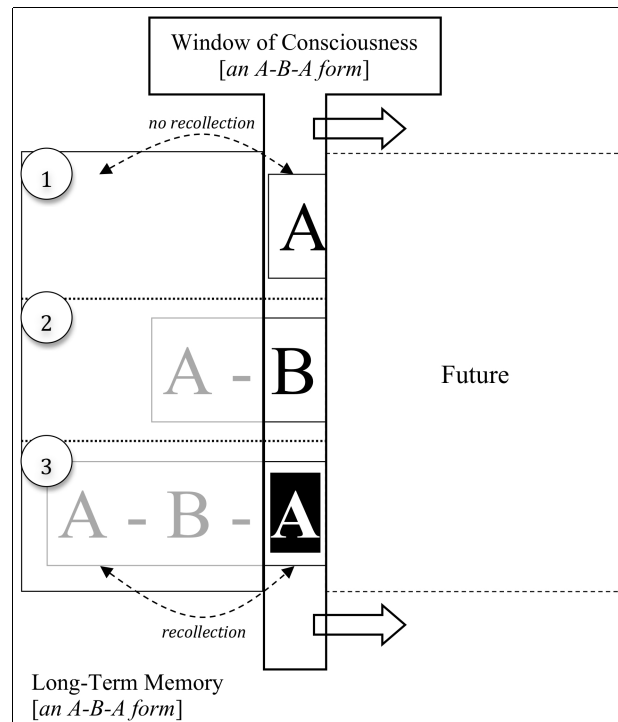 Window of Consciousness
[an A-B-A form]
no recollection
1
A
2
A - B
Future
3
A - B - A
recollection
Long-Term Memory
[an A-B-A form]